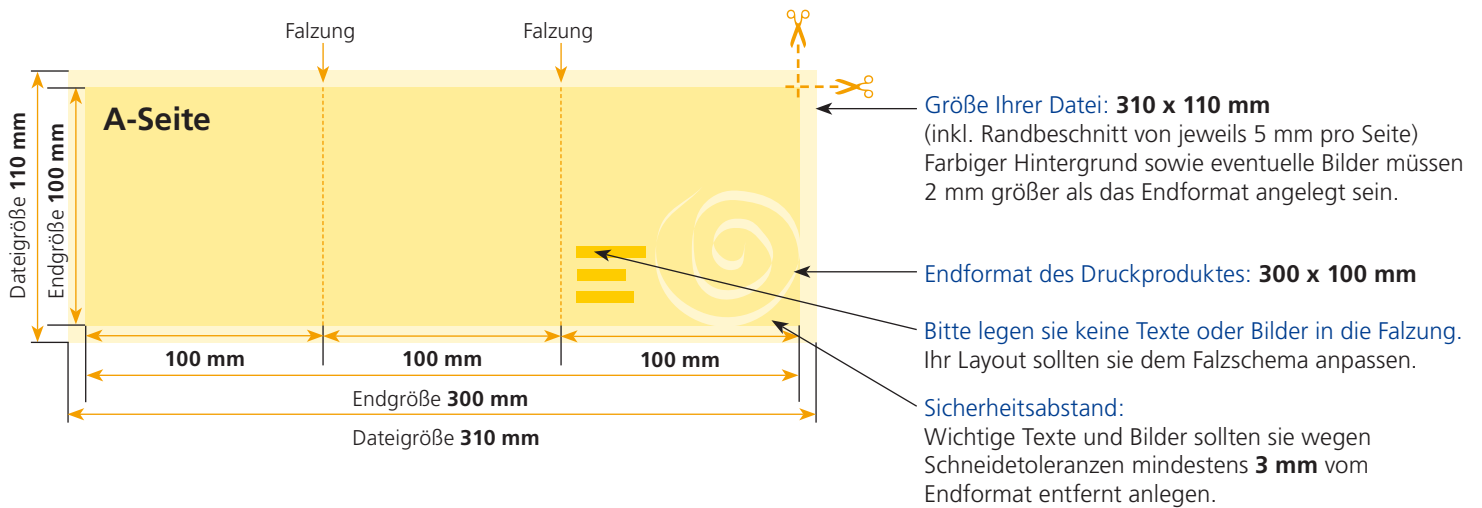 Falzung
Falzung
A-Seite
Dateigröße 110 mm
Endgröße 100 mm
100 mm
100 mm
100 mm
Endgröße 300 mm
Dateigröße 310 mm
Größe Ihrer Datei: 310 x 110 mm
(inkl. Randbeschnitt von jeweils 5 mm pro Seite)
Farbiger Hintergrund sowie eventuelle Bilder müssen
2 mm größer als das Endformat angelegt sein.
Endformat des Druckproduktes: 300 x 100 mm
Bitte legen sie keine Texte oder Bilder in die Falzung.
Ihr Layout sollten sie dem Falzschema anpassen.
Sicherheitsabstand:
Wichtige Texte und Bilder sollten sie wegen
Schneidetoleranzen mindestens 3 mm vom
Endformat entfernt anlegen.